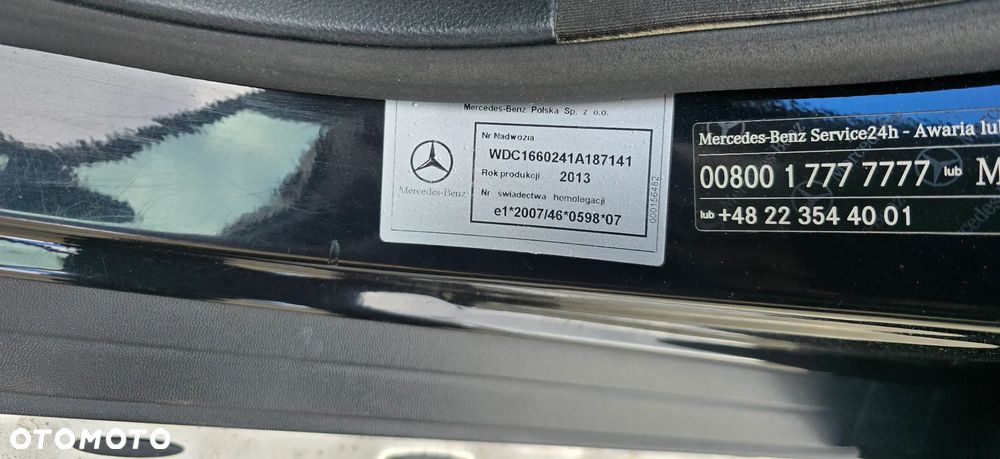 Mercedes-Benz Polska Sp. z o.o.
Nr Nadwozia
WDC1660241A187141
Rok produkcji 2013
Nr świadectwa homologacji
e1*2007/46*0598*07
Mercedes-Benz
000156482
Mercedes-Benz Service24h - Awaria lu
00800 1 777 7777 lub M
lub +48 22 354 40 01
OTOMOTO